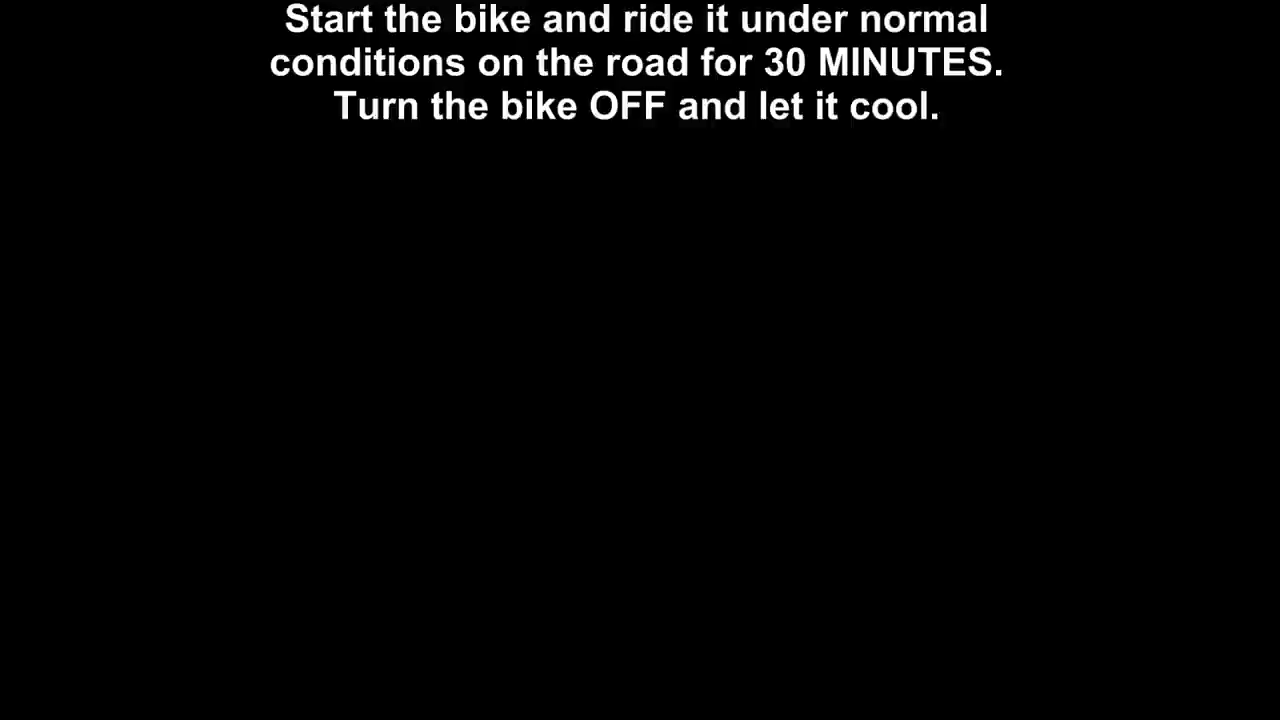 Start the bike and ride it under normal
conditions on the road for 30 MINUTES.
Turn the bike OFF and let it cool.